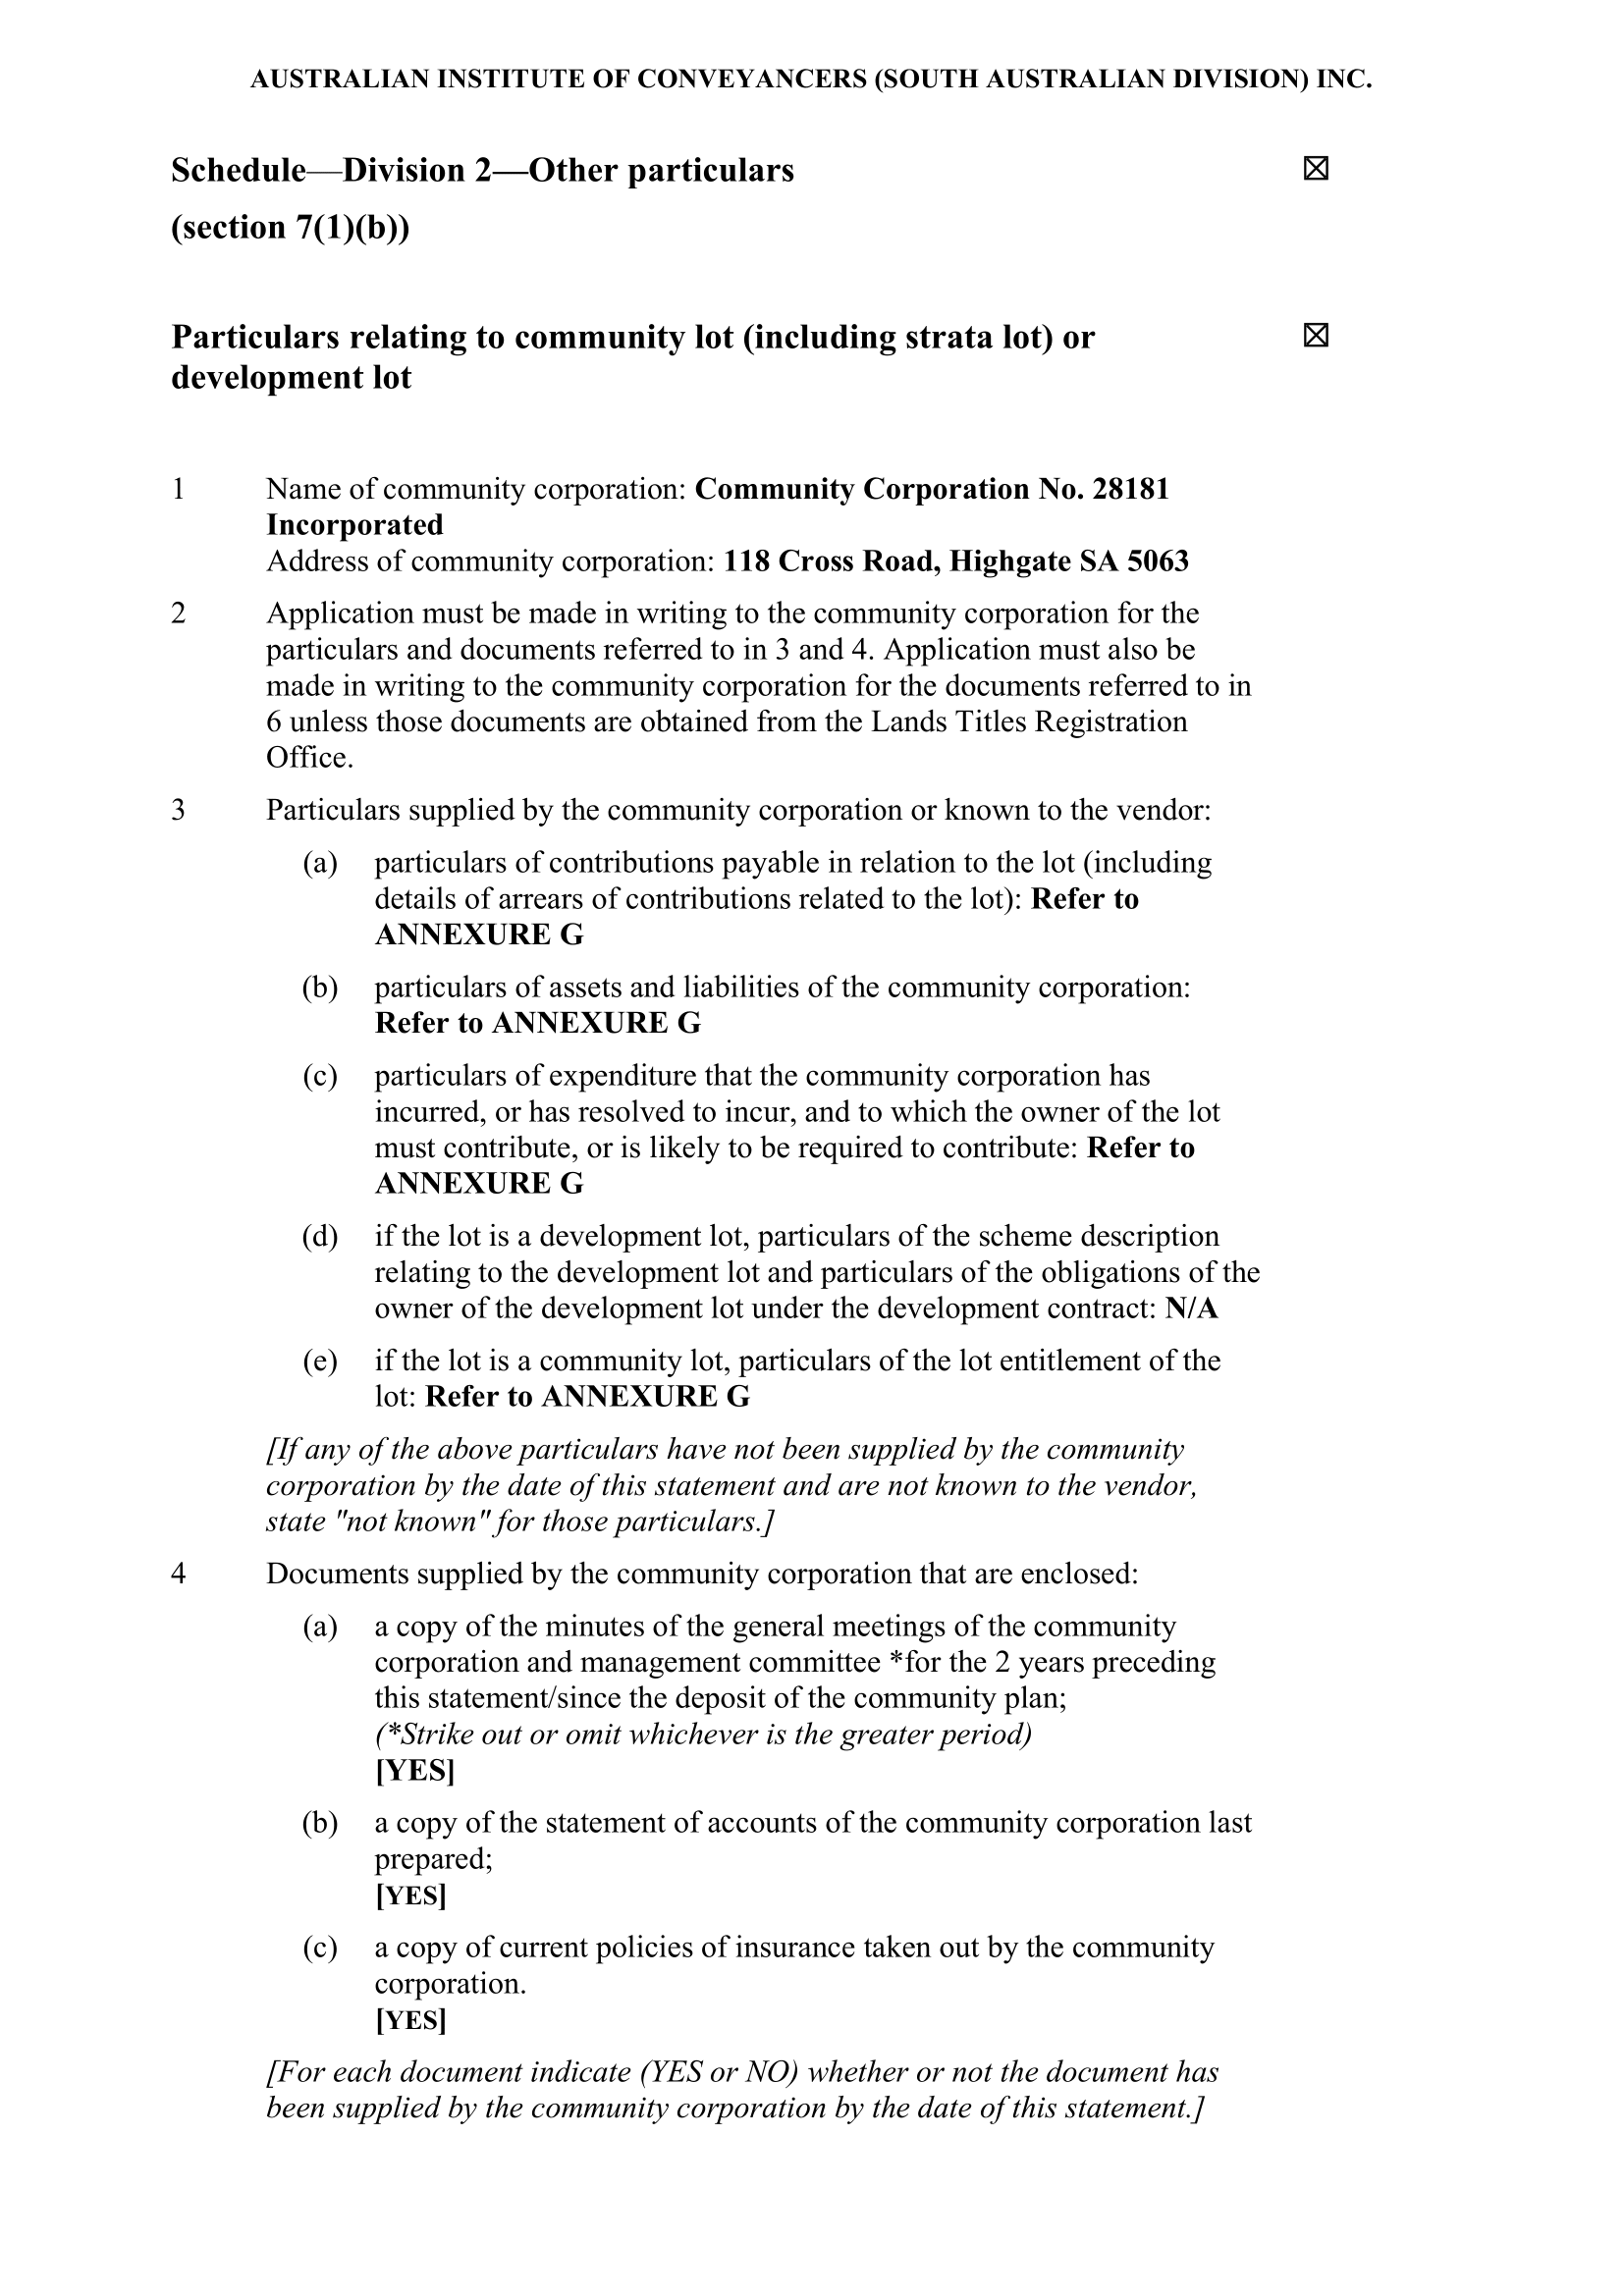 AUSTRALIAN INSTITUTE OF CONVEYANCERS (SOUTH AUSTRALIAN DIVISION) INC.
Schedule—Division 2—Other particulars ☒
(section 7(1)(b))
Particulars relating to community lot (including strata lot) or ☒
development lot
1 Name of community corporation: Community Corporation No. 28181
Incorporated
Address of community corporation: 118 Cross Road, Highgate SA 5063
2 Application must be made in writing to the community corporation for the
particulars and documents referred to in 3 and 4. Application must also be
made in writing to the community corporation for the documents referred to in
6 unless those documents are obtained from the Lands Titles Registration
Office.
3 Particulars supplied by the community corporation or known to the vendor:
(a) particulars of contributions payable in relation to the lot (including
details of arrears of contributions related to the lot): Refer to
ANNEXURE G
(b) particulars of assets and liabilities of the community corporation:
Refer to ANNEXURE G
(c) particulars of expenditure that the community corporation has
incurred, or has resolved to incur, and to which the owner of the lot
must contribute, or is likely to be required to contribute: Refer to
ANNEXURE G
(d) if the lot is a development lot, particulars of the scheme description
relating to the development lot and particulars of the obligations of the
owner of the development lot under the development contract: N/A
(e) if the lot is a community lot, particulars of the lot entitlement of the
lot: Refer to ANNEXURE G
[If any of the above particulars have not been supplied by the community
corporation by the date of this statement and are not known to the vendor,
state "not known" for those particulars.]
4 Documents supplied by the community corporation that are enclosed:
(a) a copy of the minutes of the general meetings of the community
corporation and management committee *for the 2 years preceding
this statement/since the deposit of the community plan;
(*Strike out or omit whichever is the greater period)
[YES]
(b) a copy of the statement of accounts of the community corporation last
prepared;
[YES]
(c) a copy of current policies of insurance taken out by the community
corporation.
[YES]
[For each document indicate (YES or NO) whether or not the document has
been supplied by the community corporation by the date of this statement.]